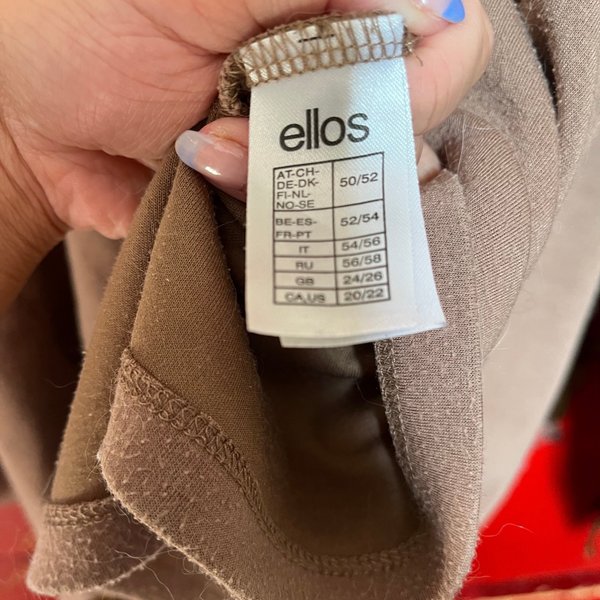 ellos
AT-CH-
DE-DK-
FI-NL-
NO-SE
50/52
BE-ES-
FR-PT
52/54
IT 54/56
RU 56/58
GB 24/26
CA,US 20/22